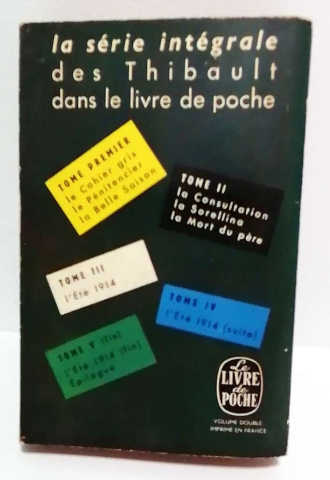 la série intégrale
des Thibault
dans le livre de poche
TOME PREMIER
le Cahier gris
le Pénitencier
la Belle Saison
TOME II
la Consultation
la Sorellina
la Mort du père
TOME III
l'Été 1914
TOME IV
l'Été 1914 (suite)
TOME V (fin)
l'Été 1914 (fin)
Épilogue
Le
LIVRE
de
POCHE
VOLUME DOUBLE
IMPRIMÉ EN FRANCE